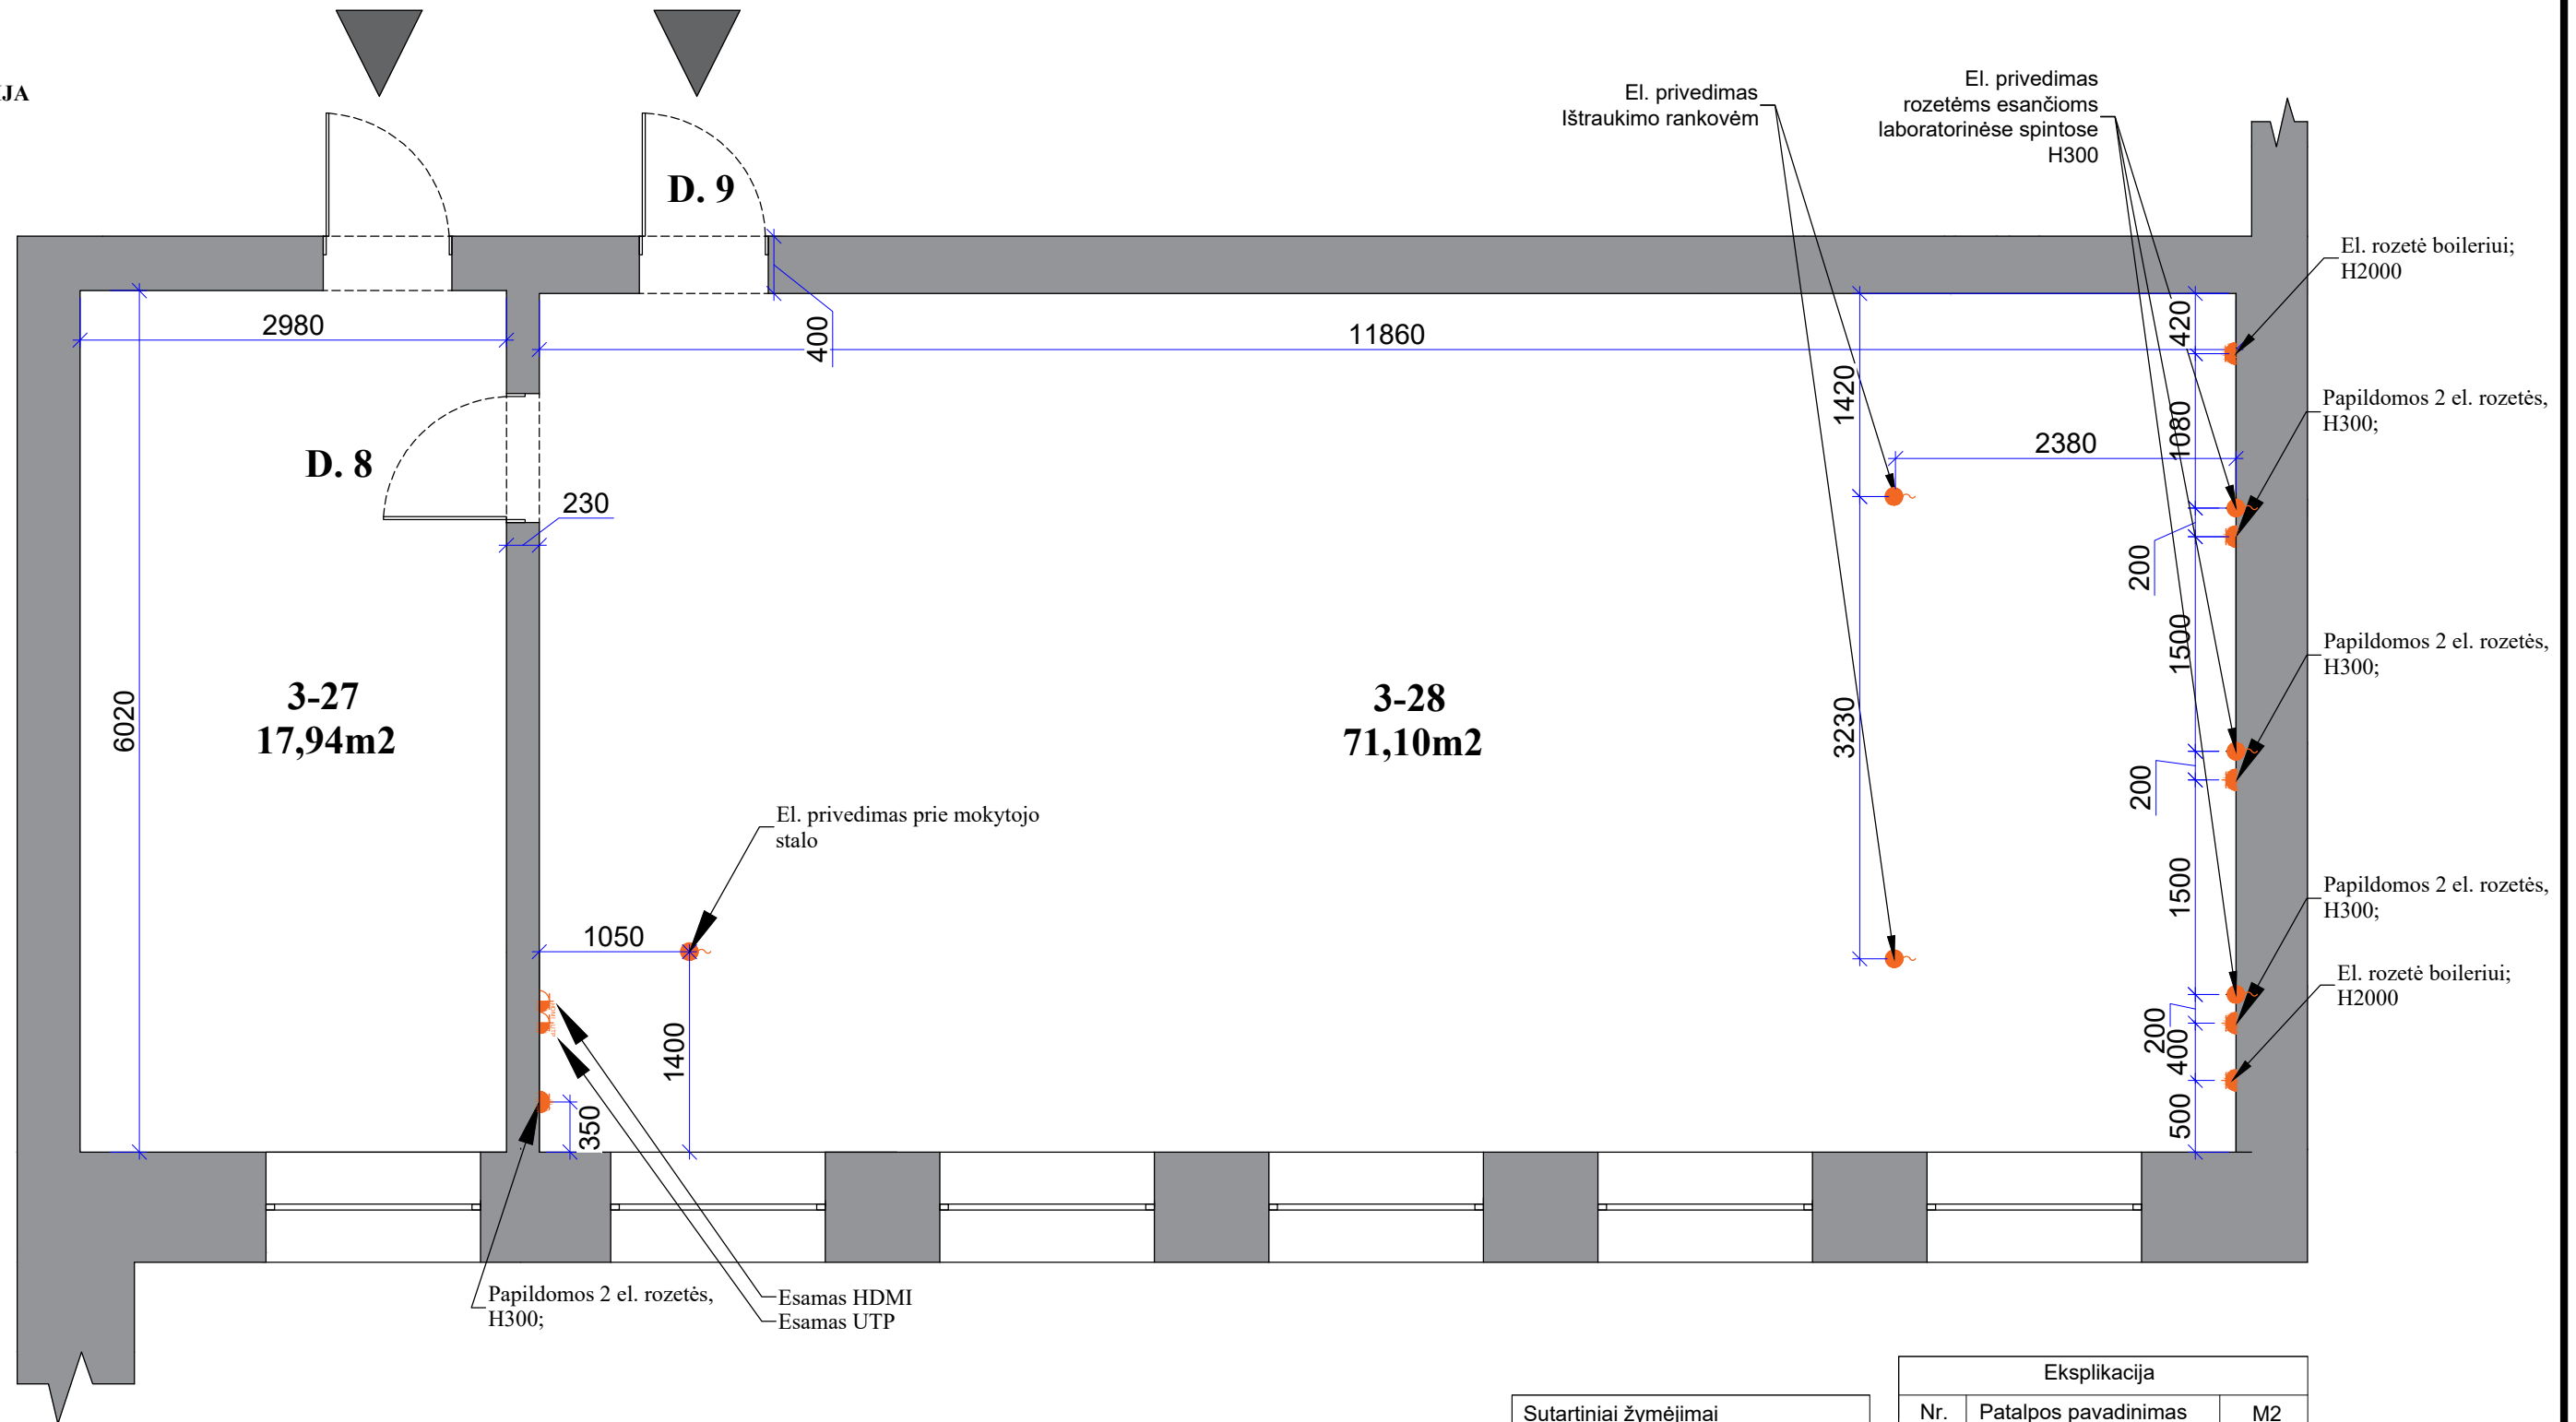 IJA
El. privedimas
Ištraukimo rankovėm
El. privedimas
rozetėms esančioms
laboratorinėse spintose
H300
D. 9
El. rozetė boileriui;
H2000
2980
400
11860
420
1420
1080
2380
Papildomos 2 el. rozetės,
H300;
D. 8
230
200
6020
3-27
17,94m2
3-28
71,10m2
3230
1500
Papildomos 2 el. rozetės,
H300;
200
El. privedimas prie mokytojo
stalo
1050
1400
350
1500
Papildomos 2 el. rozetės,
H300;
El. rozetė boileriui;
H2000
200
400
500
Papildomos 2 el. rozetės,
H300;
Esamas HDMI
Esamas UTP
Sutartiniai žymėjimai
Eksplikacija
Nr. Patalpos pavadinimas M2